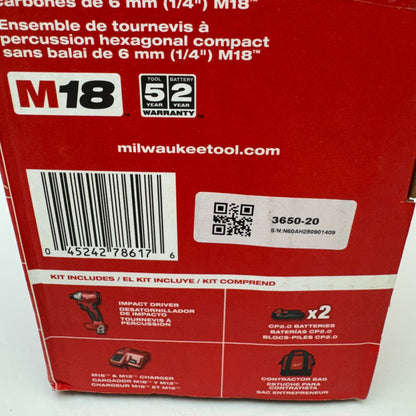 carbones de 6 mm (1/4") M18™
Ensemble de tournevis à
percussion hexagonal compact
sans balai de 6 mm (1/4") M18™
M18™
TOOL BATTERY
5 2
YEAR YEAR
WARRANTY™
milwaukeetool.com
3650-20
S/N:N60AH250901409
0 45242 78617 6
KIT INCLUDES / EL KIT INCLUYE / KIT COMPREND
IMPACT DRIVER
DESATORNILLADOR
DE IMPACTO
TOURNEVIS À
PERCUSSION
x2
CP2.0 BATTERIES
BATERÍAS CP2.0
BLOCS-PILES CP2.0
M18™ & M12™ CHARGER
CARGADOR M18™ Y M12™
CHARGEUR M18™ ET M12™
CONTRACTOR BAG
ESTUCHE PARA
CONTRATISTA
SAC ENTREPRENEUR